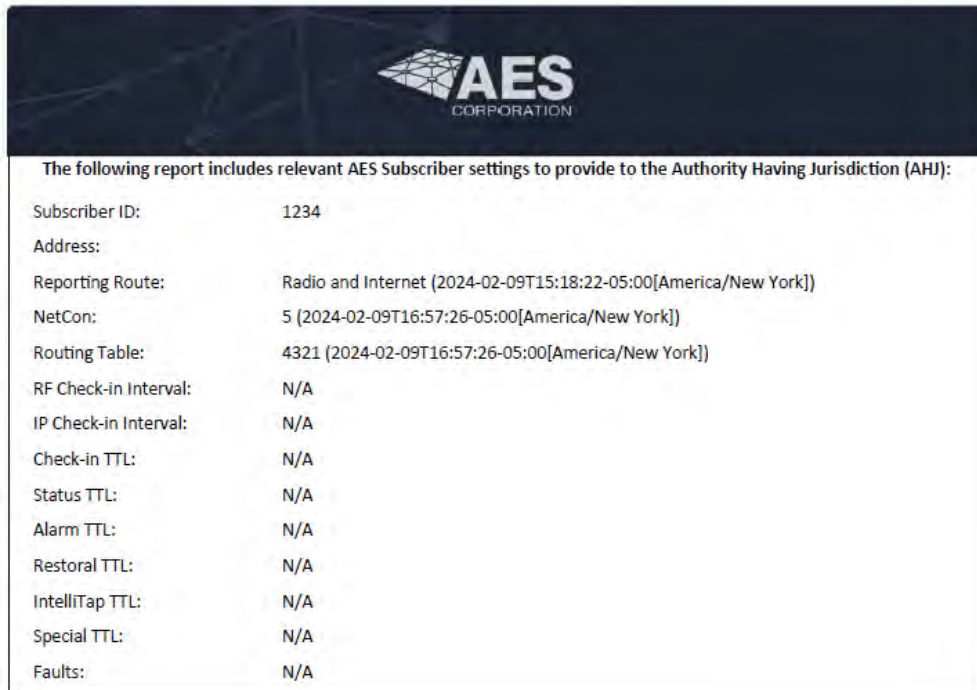 AES
CORPORATION
The following report includes relevant AES Subscriber settings to provide to the Authority Having Jurisdiction (AHJ):
Subscriber ID: 1234
Address:
Reporting Route: Radio and Internet (2024-02-09T15:18:22-05:00[America/New York])
NetCon: 5 (2024-02-09T16:57:26-05:00[America/New York])
Routing Table: 4321 (2024-02-09T16:57:26-05:00[America/New York])
RF Check-in Interval: N/A
IP Check-in Interval: N/A
Check-in TTL: N/A
Status TTL: N/A
Alarm TTL: N/A
Restoral TTL: N/A
IntelliTap TTL: N/A
Special TTL: N/A
Faults: N/A